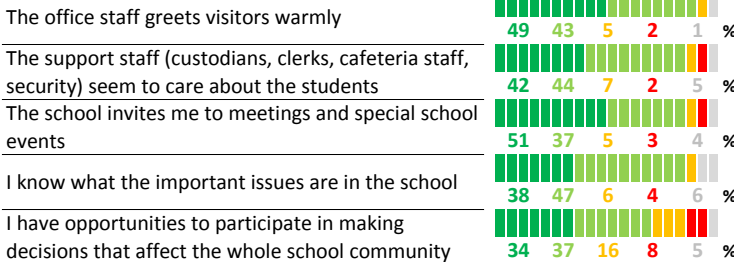 The office staff greets visitors warmly
49 43 5 2 1 %
The support staff (custodians, clerks, cafeteria staff,
security) seem to care about the students
42 44 7 2 5 %
The school invites me to meetings and special school
events
51 37 5 3 4 %
I know what the important issues are in the school
38 47 6 4 6 %
I have opportunities to participate in making
decisions that affect the whole school community
34 37 16 8 5 %